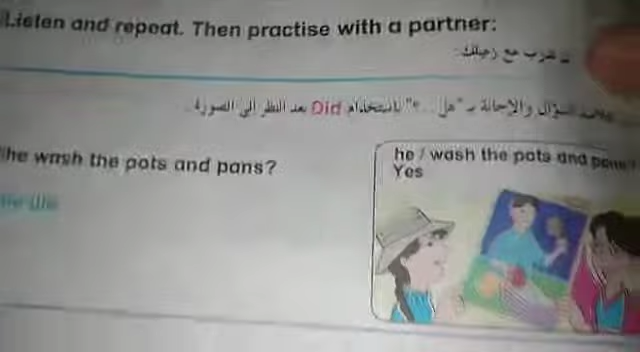 Listen and repeat. Then practise with a partner:
ـ تدرب مع زميلك:
السؤال والإجابة بـ "هل ...؟" باستخدام Did بعد النظر إلى الصورة.
he wash the pots and pans?
he / wash the pots and pans?
Yes